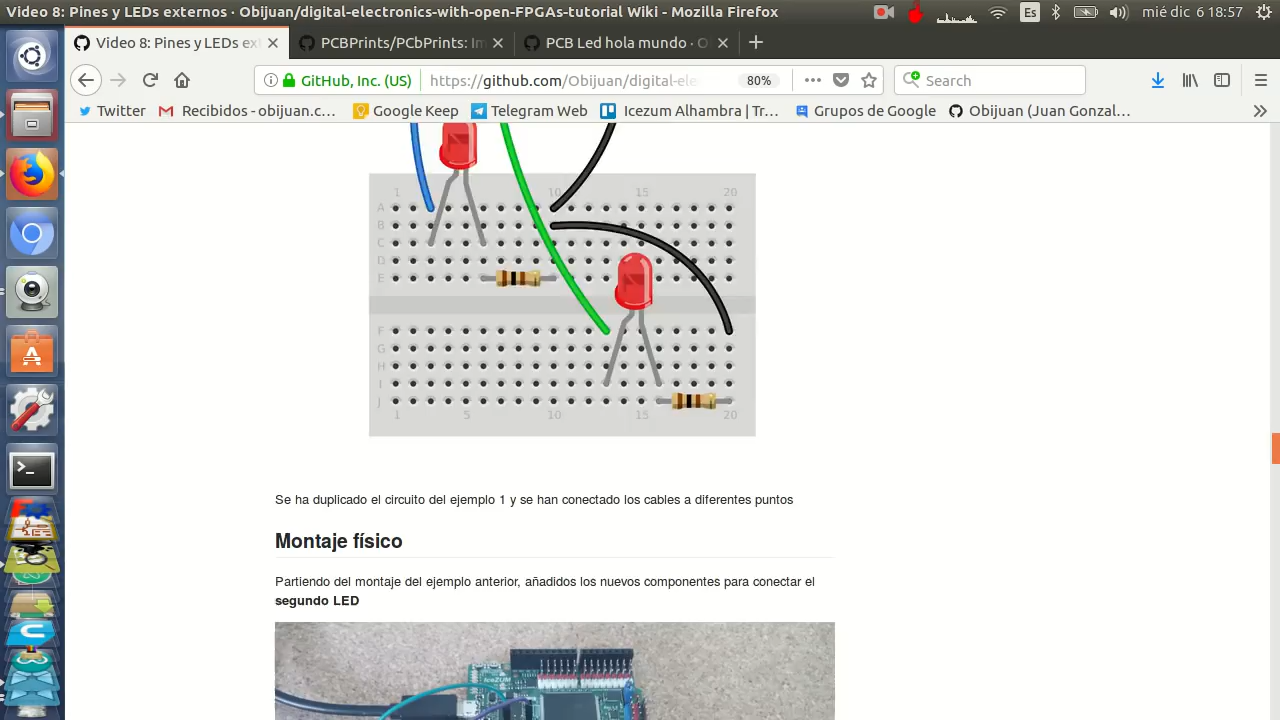 Video 8: Pines y LEDs externos · Obijuan/digital-electronics-with-open-FPGAs-tutorial Wiki - Mozilla Firefox
Es
mié dic 6 18:57
Video 8: Pines y LEDs ex
PCBPrints/PCbPrints: Im
PCB Led hola mundo · O
GitHub, Inc. (US)
https://github.com/Obijuan/digital-ele
80%
Search
Twitter
Recibidos - obijuan.c…
Google Keep
Telegram Web
Icezum Alhambra | Tr…
Grupos de Google
Obijuan (Juan Gonzal…
1 10 15 20
A
B
C
D
E
F
G
H
I
J
1 5 10 15 20
Se ha duplicado el circuito del ejemplo 1 y se han conectado los cables a diferentes puntos
Montaje físico
Partiendo del montaje del ejemplo anterior, añadidos los nuevos componentes para conectar el
segundo LED
IceZUM